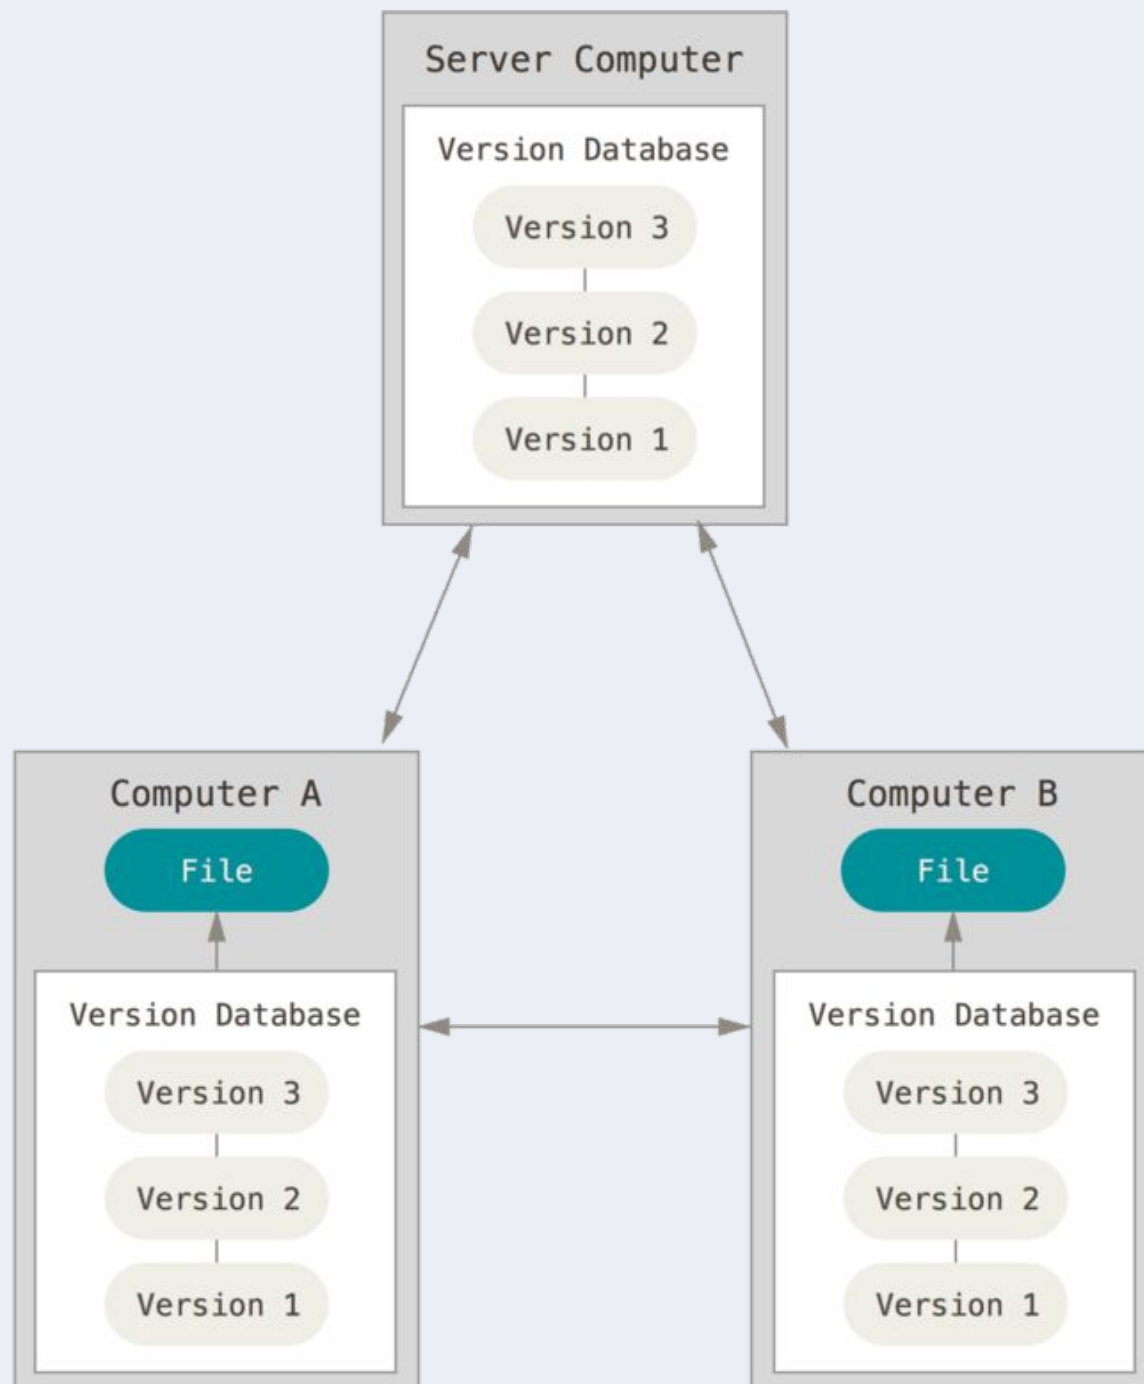 Server Computer
Version Database
Version 3
Version 2
Version 1
Computer A
File
Version Database
Version 3
Version 2
Version 1
Computer B
File
Version Database
Version 3
Version 2
Version 1